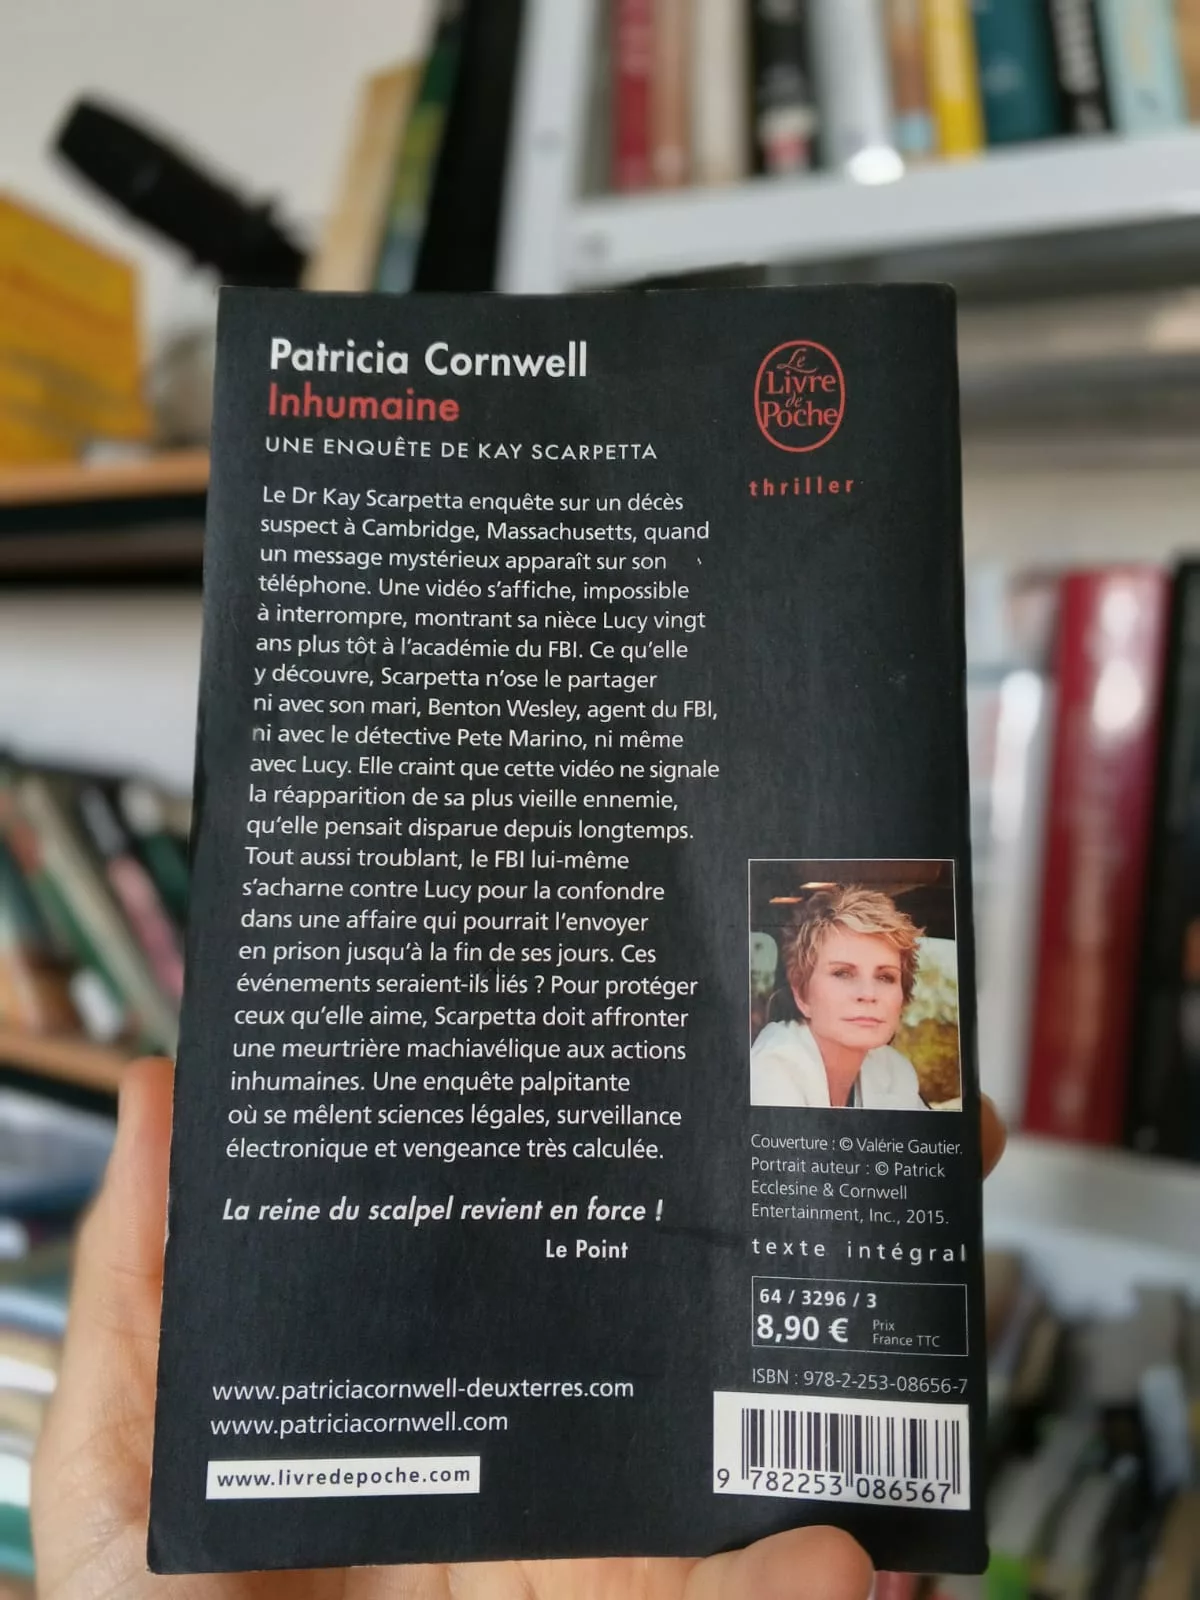 Patricia Cornwell
Inhumaine
UNE ENQUÊTE DE KAY SCARPETTA
Le Dr Kay Scarpetta enquête sur un décès
suspect à Cambridge, Massachusetts, quand
un message mystérieux apparaît sur son
téléphone. Une vidéo s'affiche, impossible
à interrompre, montrant sa nièce Lucy vingt
ans plus tôt à l'académie du FBI. Ce qu'elle
y découvre, Scarpetta n'ose le partager
ni avec son mari, Benton Wesley, agent du FBI,
ni avec le détective Pete Marino, ni même
avec Lucy. Elle craint que cette vidéo ne signale
la réapparition de sa plus vieille ennemie,
qu'elle pensait disparue depuis longtemps.
Tout aussi troublant, le FBI lui-même
s'acharne contre Lucy pour la confondre
dans une affaire qui pourrait l'envoyer
en prison jusqu'à la fin de ses jours. Ces
événements seraient-ils liés ? Pour protéger
ceux qu'elle aime, Scarpetta doit affronter
une meurtrière machiavélique aux actions
inhumaines. Une enquête palpitante
où se mêlent sciences légales, surveillance
électronique et vengeance très calculée.
La reine du scalpel revient en force !
Le Point
www.patriciacornwell-deuxterres.com
www.patriciacornwell.com
www.livredepoche.com
Le
Livre
de
Poche
thriller
Couverture : © Valérie Gautier.
Portrait auteur : © Patrick
Ecclesine & Cornwell
Entertainment, Inc., 2015.
texte intégral
64 / 3296 / 3
8,90 € Prix
France TTC
ISBN : 978-2-253-08656-7
9 782253 086567